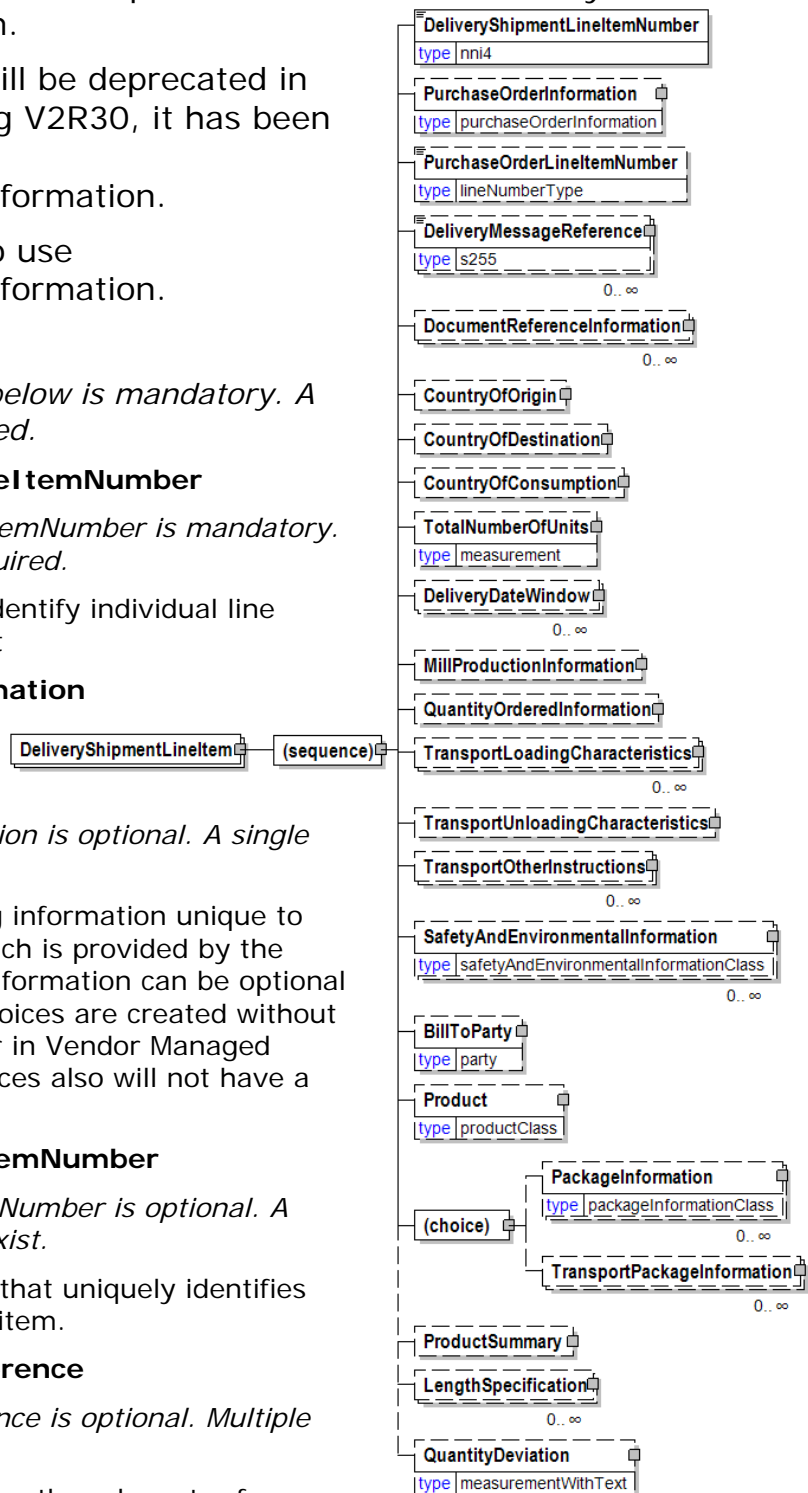 n.
ill be deprecated in
g V2R30, it has been
formation.
o use
formation.
below is mandatory. A
ed.
eItemNumber
temNumber is mandatory.
uired.
dentify individual line
t
nation
ion is optional. A single
g information unique to
ch is provided by the
nformation can be optional
oices are created without
r in Vendor Managed
ces also will not have a
emNumber
Number is optional. A
xist.
that uniquely identifies
item.
rence
nce is optional. Multiple
DeliveryShipmentLineItem
(sequence)
DeliveryShipmentLineItemNumber
type nni4
PurchaseOrderInformation
type purchaseOrderInformation
PurchaseOrderLineItemNumber
type lineNumberType
DeliveryMessageReference
type s255
0.. ∞
DocumentReferenceInformation
0.. ∞
CountryOfOrigin
CountryOfDestination
CountryOfConsumption
TotalNumberOfUnits
type measurement
DeliveryDateWindow
0.. ∞
MillProductionInformation
QuantityOrderedInformation
TransportLoadingCharacteristics
0.. ∞
TransportUnloadingCharacteristics
TransportOtherInstructions
0.. ∞
SafetyAndEnvironmentalInformation
type safetyAndEnvironmentalInformationClass
0.. ∞
BillToParty
type party
Product
type productClass
(choice)
PackageInformation
type packageInformationClass
0.. ∞
TransportPackageInformation
0.. ∞
ProductSummary
LengthSpecification
0.. ∞
QuantityDeviation
type measurementWithText